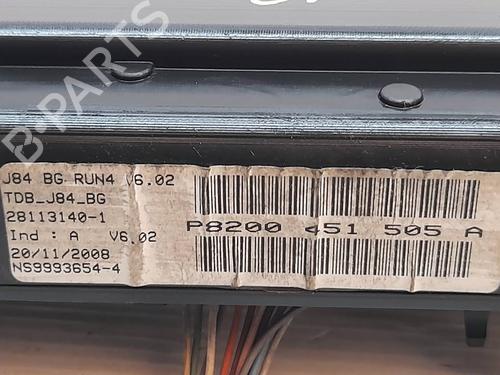 J84 BG RUN4 V6.02
TDB_J84_BG
28113140-1
Ind : A V6.02
20/11/2008
NS9993654-4
P8200 451 505 A
B-PARTS